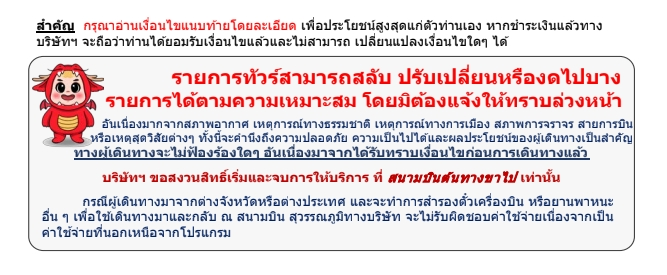 สำคัญ กรุณาอ่านเงื่อนไขแนบท้ายโดยละเอียด เพื่อประโยชน์สูงสุดแก่ตัวท่านเอง หากชำระเงินแล้วทาง
บริษัทฯ จะถือว่าท่านได้ยอมรับเงื่อนไขแล้วและไม่สามารถ เปลี่ยนแปลงเงื่อนไขใดๆ ได้
รายการทัวร์สามารถสลับ ปรับเปลี่ยนหรืองดไปบาง
รายการได้ตามความเหมาะสม โดยมิต้องแจ้งให้ทราบล่วงหน้า
อันเนื่องมาจากสภาพอากาศ เหตุการณ์ทางธรรมชาติ เหตุการณ์ทางการเมือง สภาพการจราจร สายการบิน
หรือเหตุสุดวิสัยต่างๆ ทั้งนี้จะคำนึงถึงความปลอดภัย ความเป็นไปได้และผลประโยชน์ของผู้เดินทางเป็นสำคัญ
ทางผู้เดินทางจะไม่ฟ้องร้องใดๆ อันเนื่องมาจากได้รับทราบเงื่อนไขก่อนการเดินทางแล้ว
บริษัทฯ ขอสงวนสิทธิ์เริ่มและจบการให้บริการ ที่ สนามบินต้นทางขาไป เท่านั้น
กรณีผู้เดินทางมาจากต่างจังหวัดหรือต่างประเทศ และจะทำการสำรองตั๋วเครื่องบิน หรือยานพาหนะ
อื่น ๆ เพื่อใช้เดินทางมาและกลับ ณ สนามบิน สุวรรณภูมิทางบริษัท จะไม่รับผิดชอบค่าใช้จ่ายเนื่องจากเป็น
ค่าใช้จ่ายที่นอกเหนือจากโปรแกรม